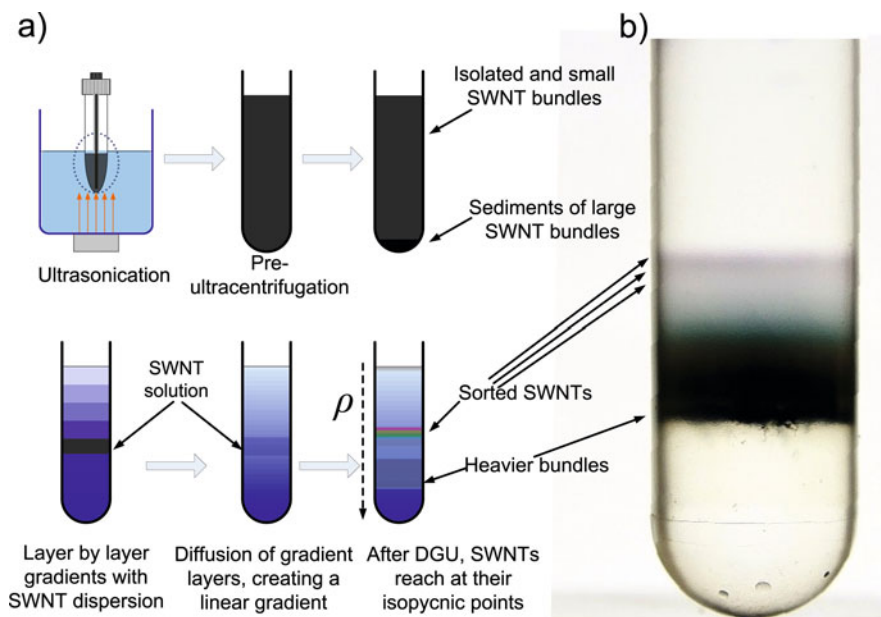 a)
b)
Isolated and small
SWNT bundles
Sediments of large
SWNT bundles
Ultrasonication
Pre-
ultracentrifugation
SWNT
solution
ρ
Sorted SWNTs
Heavier bundles
Layer by layer
gradients with
SWNT dispersion
Diffusion of gradient
layers, creating a
linear gradient
After DGU, SWNTs
reach at their
isopycnic points